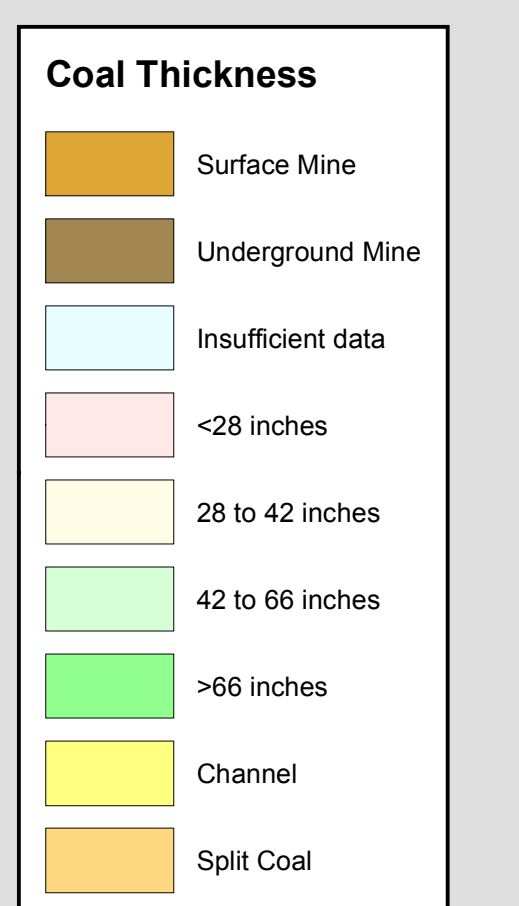 Coal Thickness
Surface Mine
Underground Mine
Insufficient data
<28 inches
28 to 42 inches
42 to 66 inches
>66 inches
Channel
Split Coal